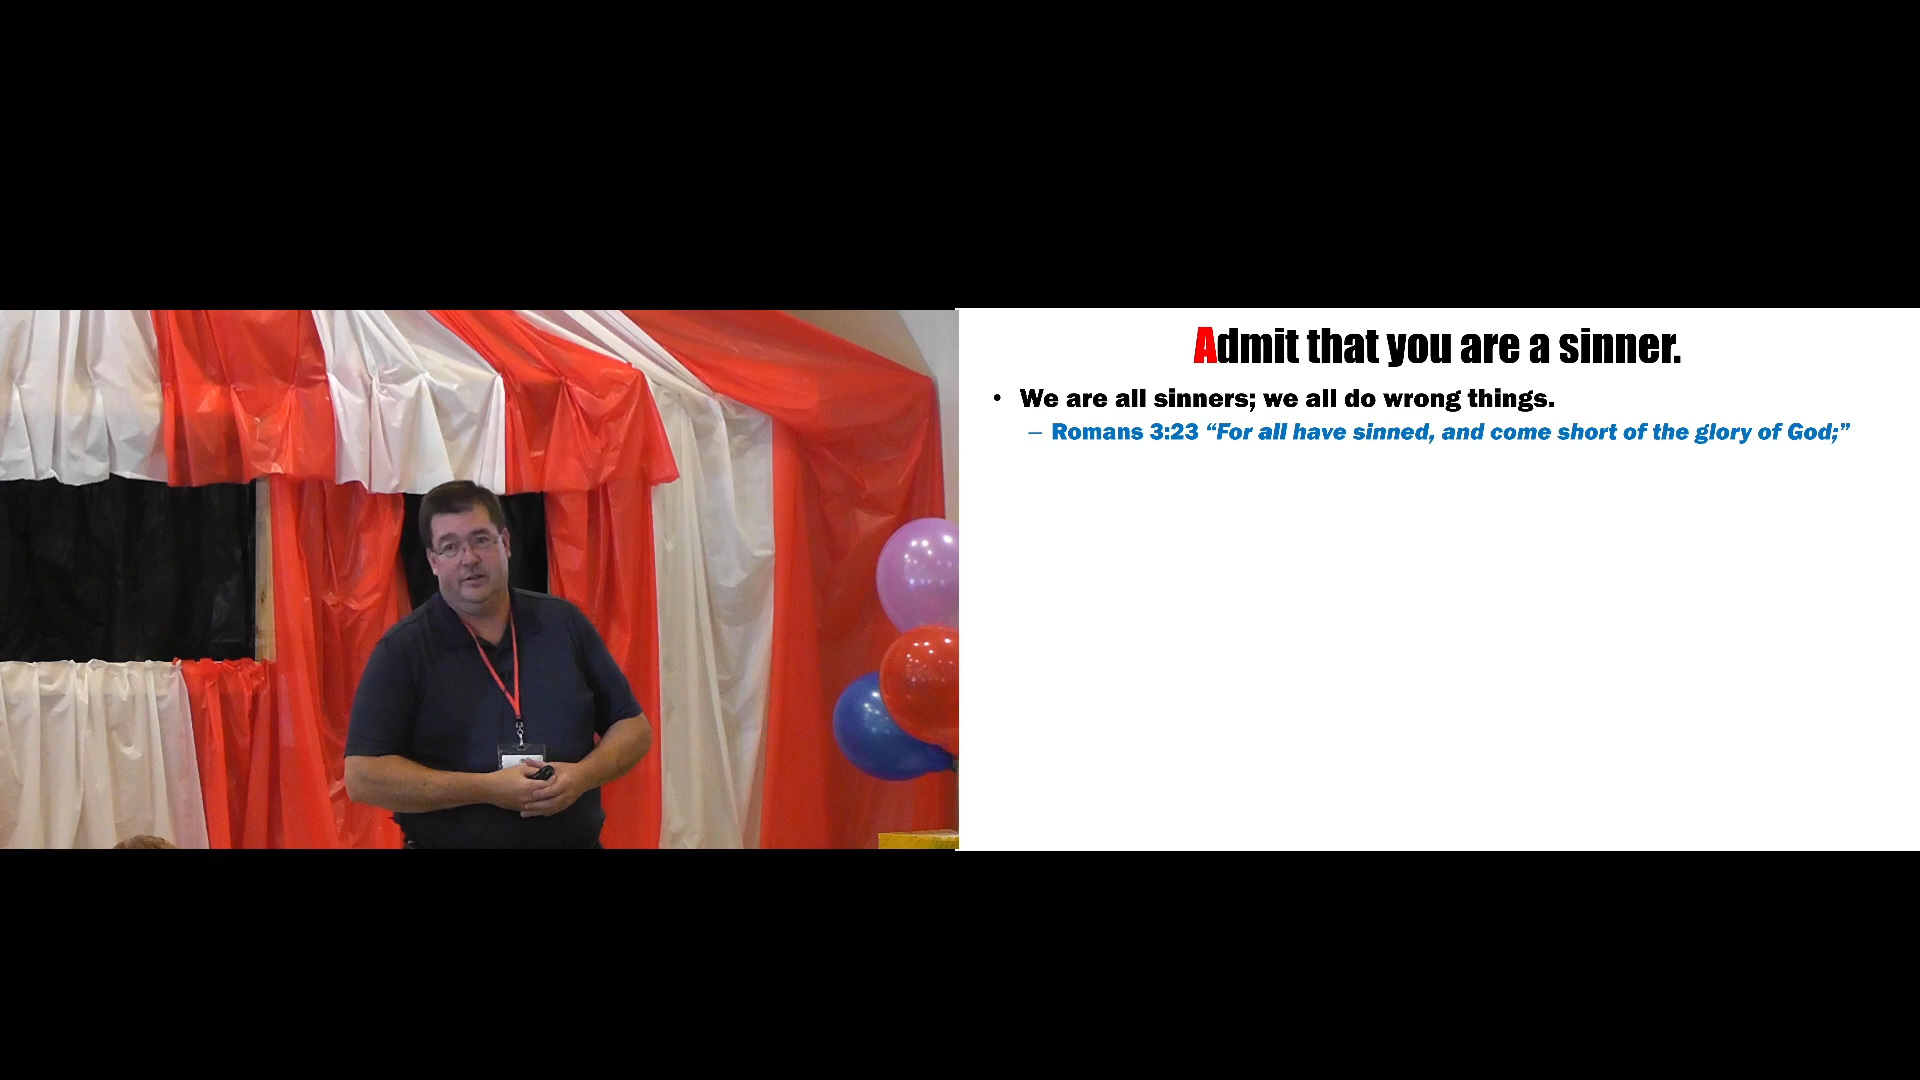 Admit that you are a sinner.
• We are all sinners; we all do wrong things.
– Romans 3:23 “For all have sinned, and come short of the glory of God;”